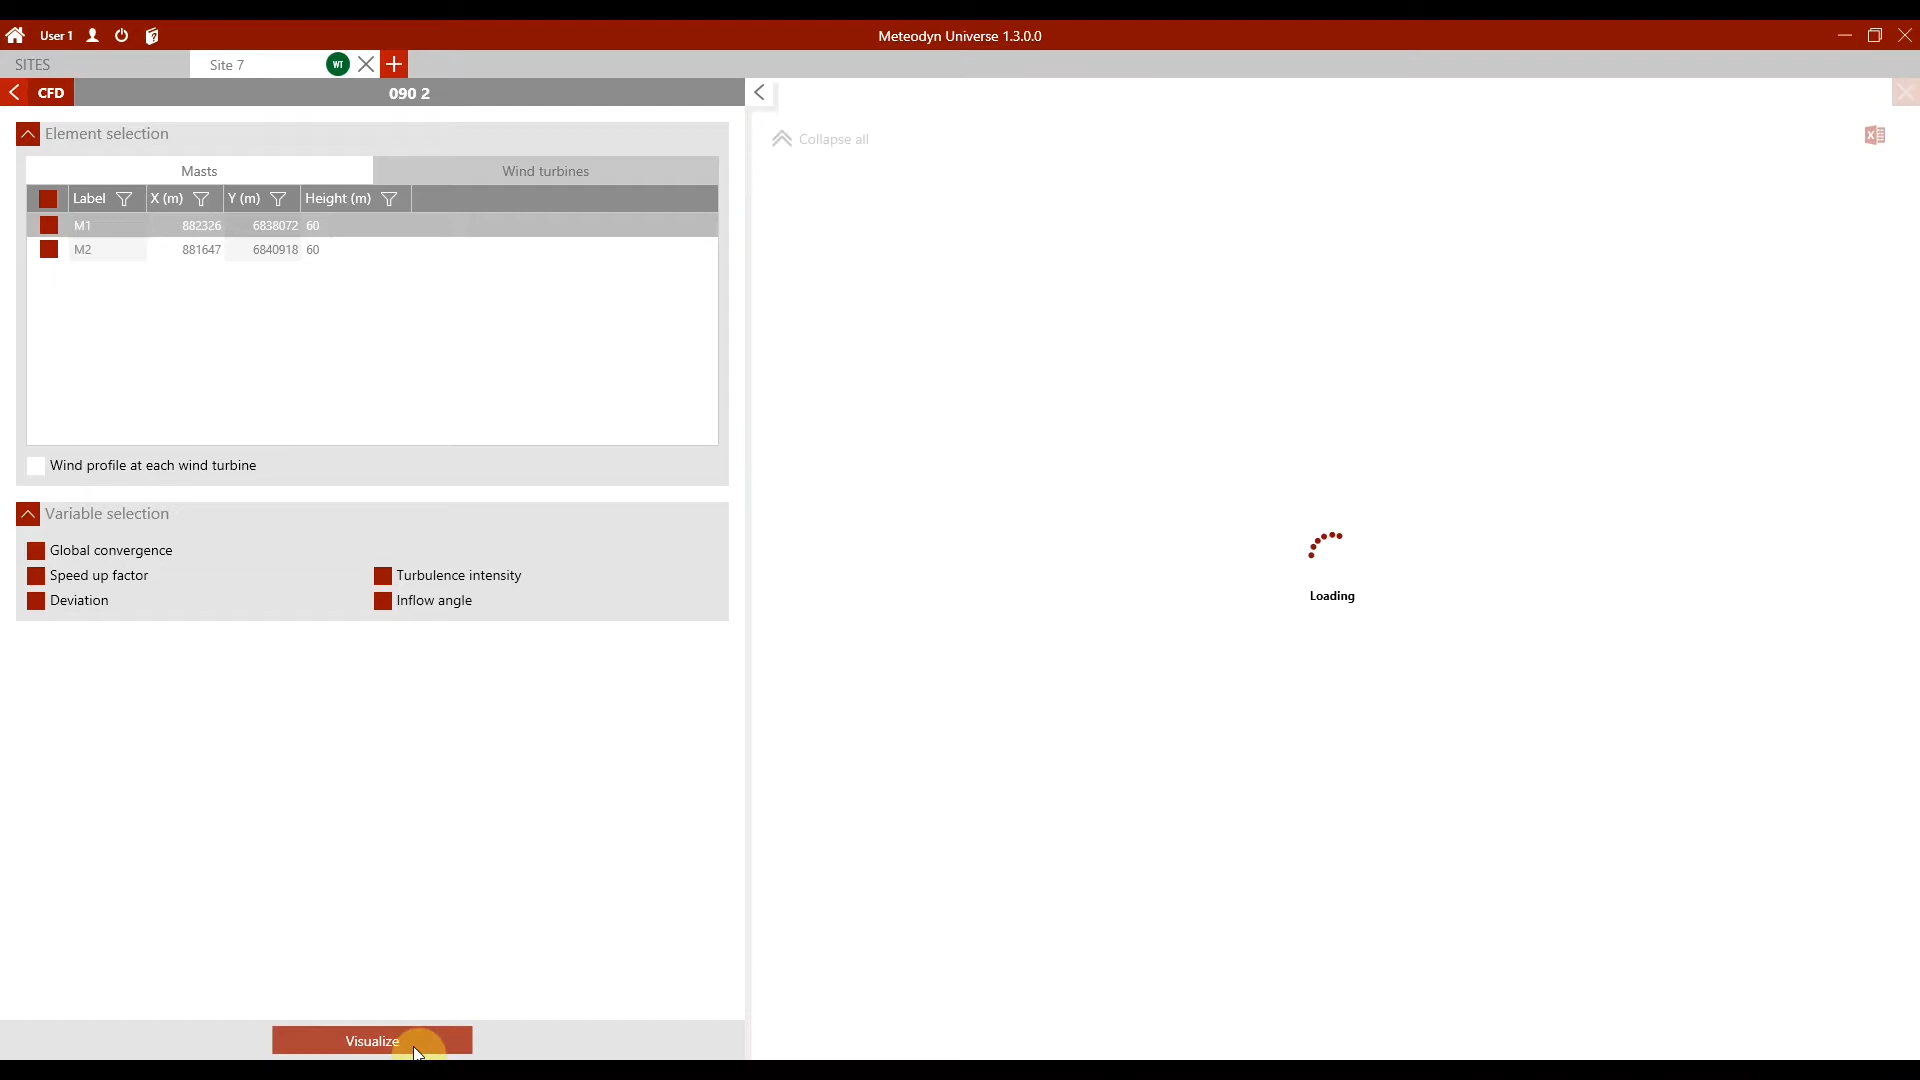 User 1
Meteodyn Universe 1.3.0.0
SITES
Site 7
WT
CFD
090 2
Element selection
Collapse all
Masts
Wind turbines
Label
X (m)
Y (m)
Height (m)
M1 882326 6838072 60
M2 881647 6840918 60
Wind profile at each wind turbine
Variable selection
Global convergence
Speed up factor
Turbulence intensity
Deviation
Inflow angle
Loading
Visualize